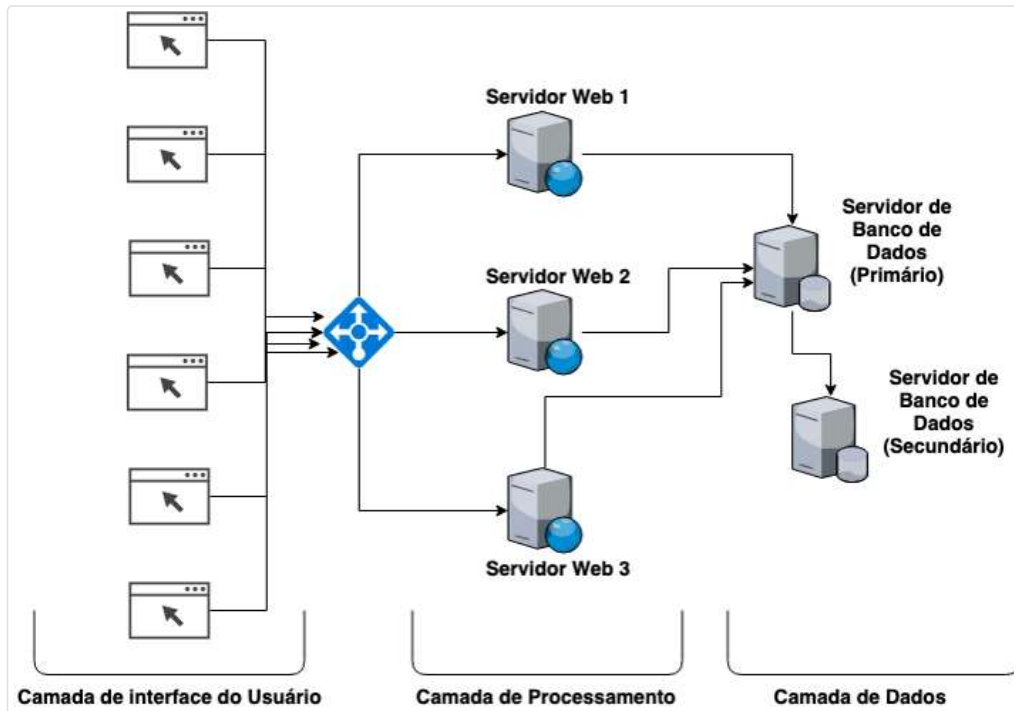 Servidor Web 1
Servidor de
Banco de
Dados
(Primário)
Servidor Web 2
Servidor de
Banco de
Dados
(Secundário)
Servidor Web 3
Camada de interface do Usuário
Camada de Processamento
Camada de Dados